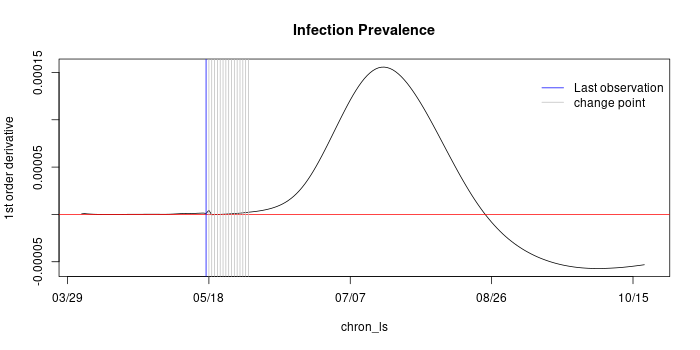 Infection Prevalence
1st order derivative
0.00015
0.00005
-0.00005
Last observation
change point
03/29
05/18
07/07
08/26
10/15
chron_ls